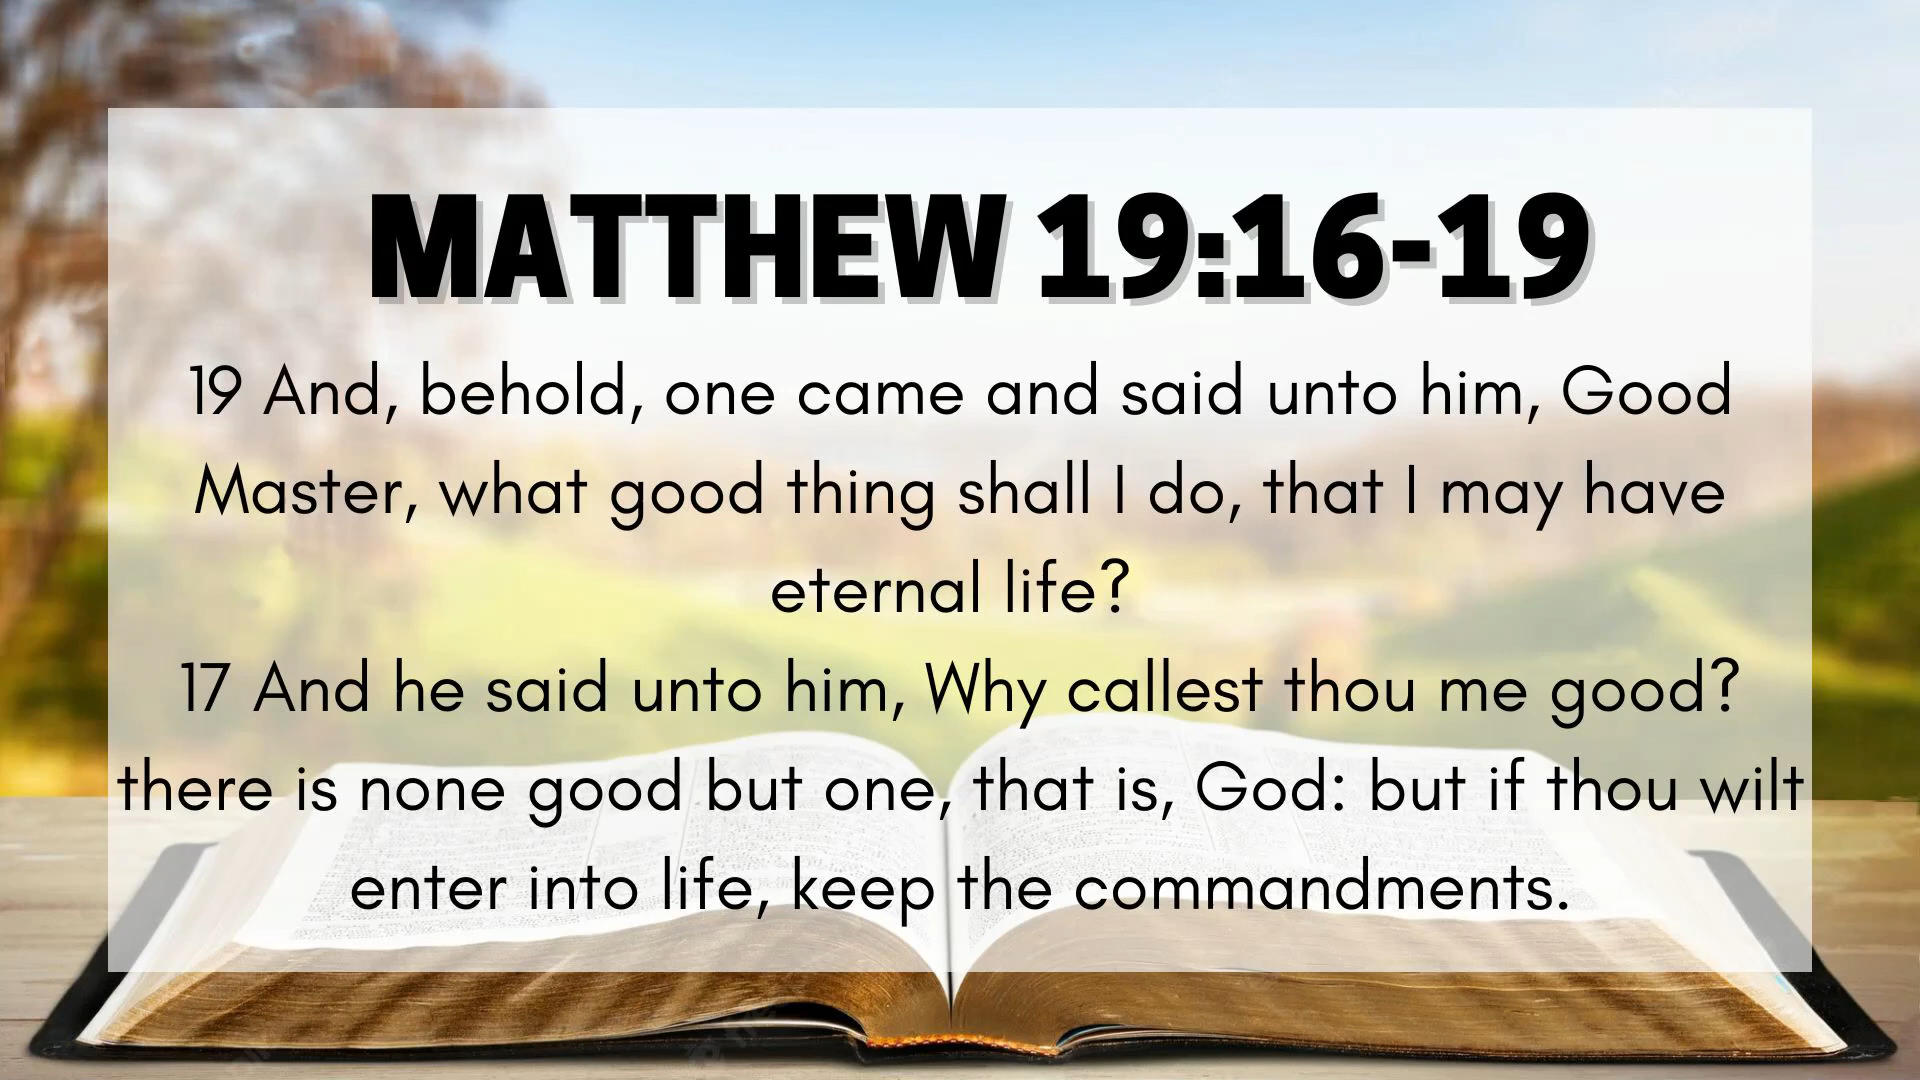 MATTHEW 19:16-19
19 And, behold, one came and said unto him, Good
Master, what good thing shall I do, that I may have
eternal life?
17 And he said unto him, Why callest thou me good?
there is none good but one, that is, God: but if thou wilt
enter into life, keep the commandments.